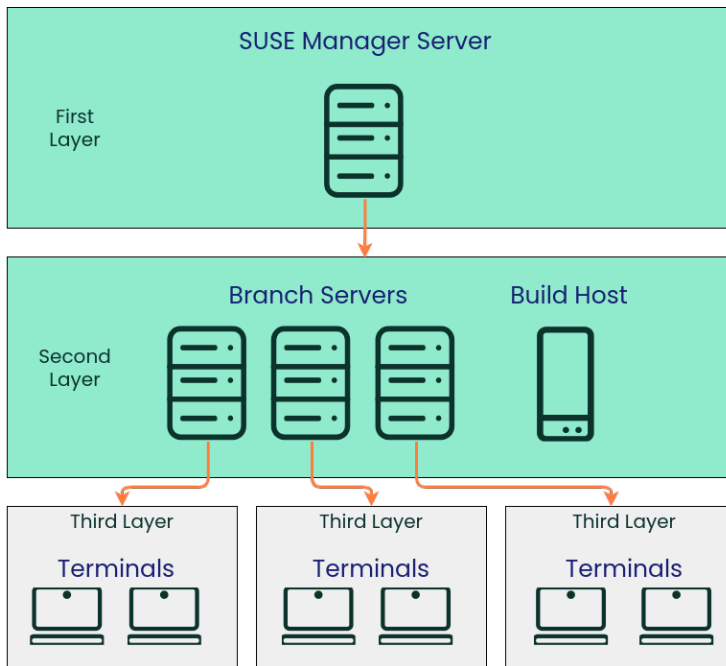 SUSE Manager Server
First
Layer
Branch Servers
Build Host
Second
Layer
Third Layer
Terminals
Third Layer
Terminals
Third Layer
Terminals